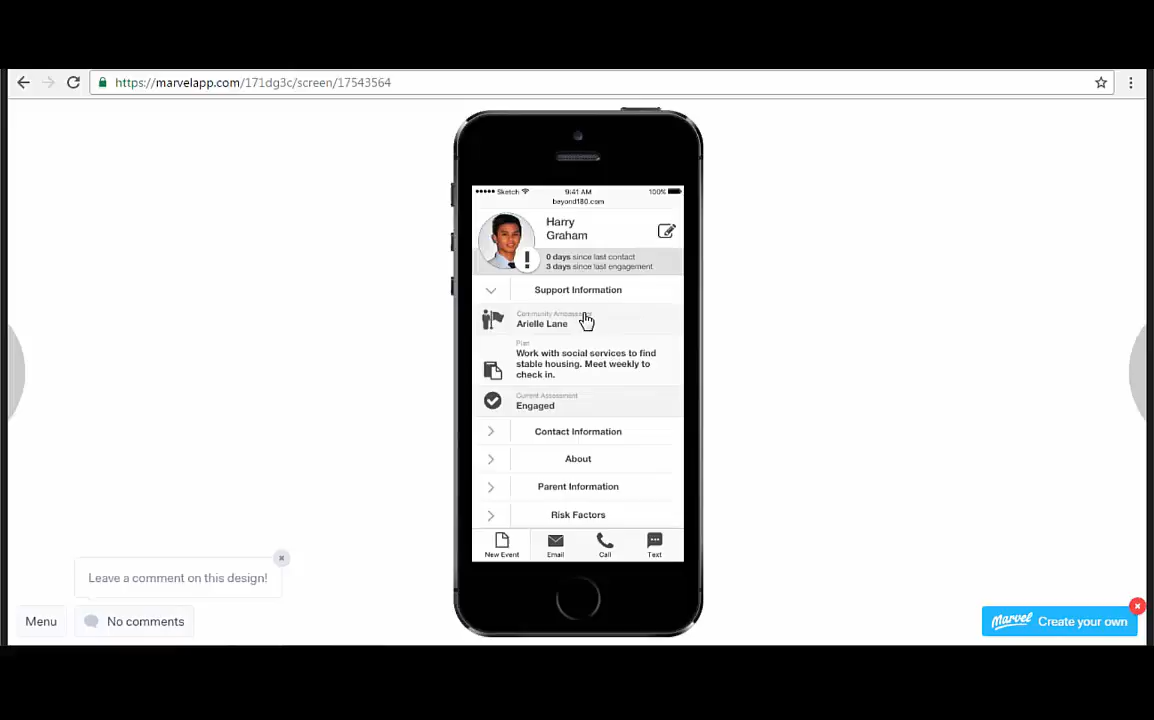 https://marvelapp.com/171dg3c/screen/17543564
Sketch 9:41 AM 100%
beyond180.com
Harry
Graham
0 days since last contact
3 days since last engagement
Support Information
Community Ambassador
Arielle Lane
Plan
Work with social services to find
stable housing. Meet weekly to
check in.
Current Assessment
Engaged
Contact Information
About
Parent Information
Risk Factors
New Event Email Call Text
Leave a comment on this design!
Menu No comments
Marvel Create your own